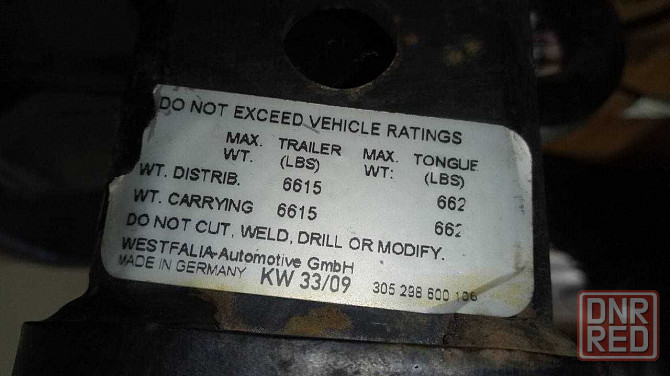 DO NOT EXCEED VEHICLE RATINGS
MAX. TRAILER MAX. TONGUE
WT. (LBS) WT: (LBS)
WT. DISTRIB. 6615 662
WT. CARRYING 6615 662
DO NOT CUT, WELD, DRILL OR MODIFY.
WESTFALIA-Automotive GmbH
MADE IN GERMANY KW 33/09 305 298 600
DNR
RED